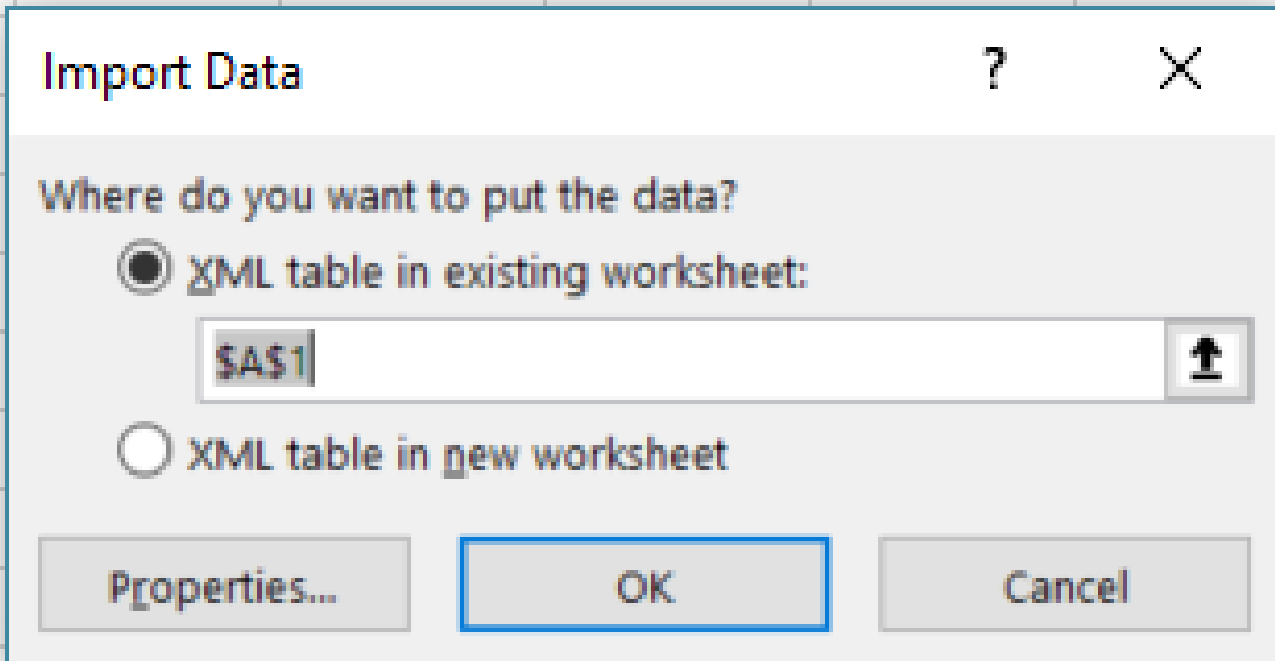 Import Data ?
Where do you want to put the data?
XML table in existing worksheet:
$A$1
XML table in new worksheet
Properties... OK Cancel